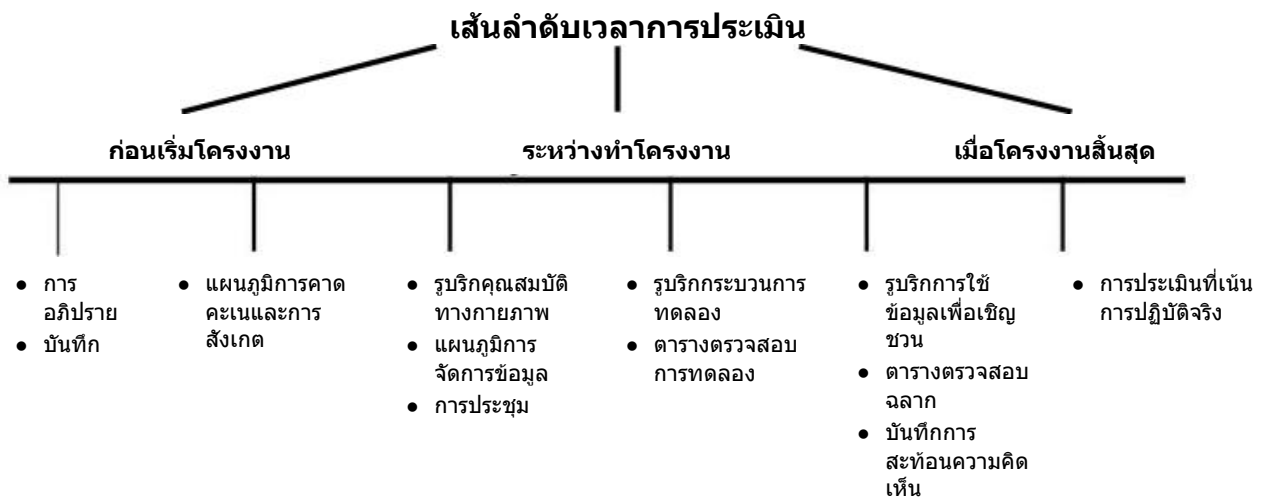 เส้นลำดับเวลาการประเมิน
ก่อนเริ่มโครงงาน
ระหว่างทำโครงงาน
เมื่อโครงงานสิ้นสุด
● การ
อภิปราย
● บันทึก
● แผนภูมิการคาด
คะเนและการ
สังเกต
● รูบริกคุณสมบัติ
ทางกายภาพ
● แผนภูมิการ
จัดการข้อมูล
● การประชุม
● รูบริกกระบวนการ
ทดลอง
● ตารางตรวจสอบ
การทดลอง
● รูบริกการใช้
ข้อมูลเพื่อเชิญ
ชวน
● ตารางตรวจสอบ
ฉลาก
● บันทึกการ
สะท้อนความคิด
เห็น
● การประเมินที่เน้น
การปฏิบัติจริง